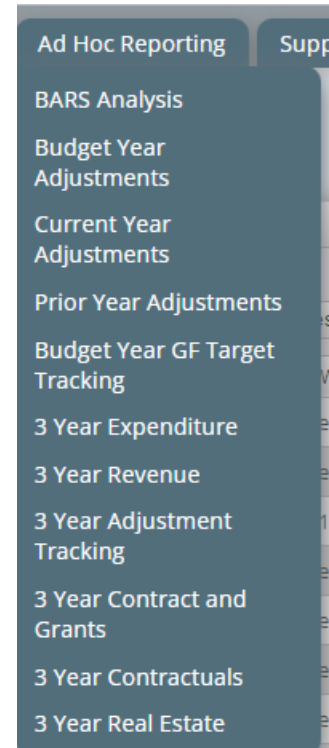 Ad Hoc Reporting Supp
BARS Analysis
Budget Year
Adjustments
Current Year
Adjustments
Prior Year Adjustments
Budget Year GF Target
Tracking
3 Year Expenditure
3 Year Revenue
3 Year Adjustment
Tracking
3 Year Contract and
Grants
3 Year Contractuals
3 Year Real Estate